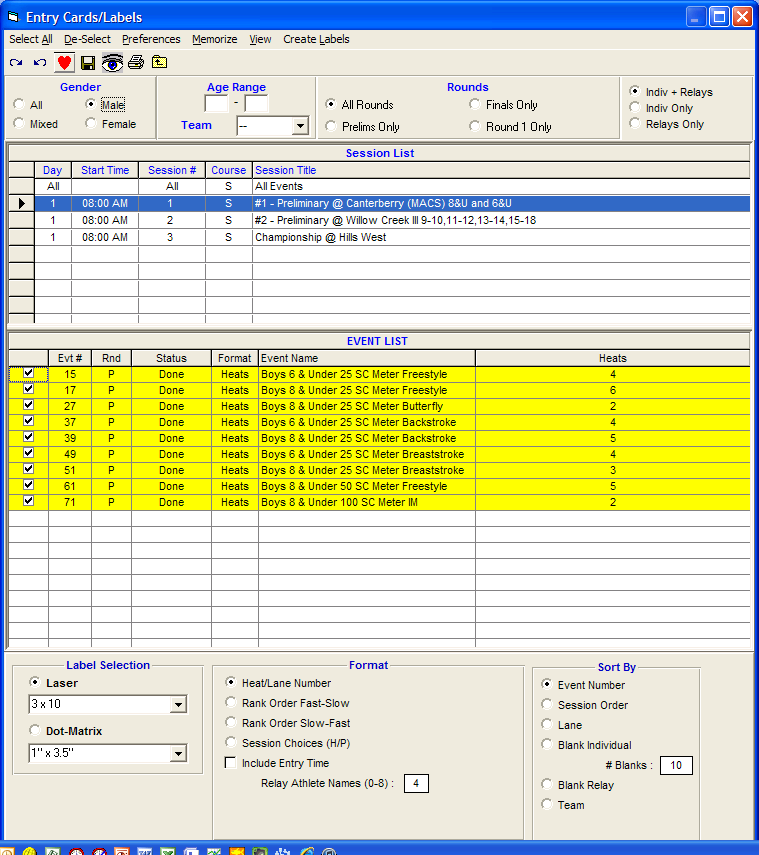 Entry Cards/Labels
Select All De-Select Preferences Memorize View Create Labels
Gender Age Range Rounds
All Male - All Rounds Finals Only Indiv + Relays
Mixed Female Team -- Prelims Only Round 1 Only Indiv Only
Relays Only
Session List
Day Start Time Session # Course Session Title
All All S All Events
1 08:00 AM 1 S #1 - Preliminary @ Canterberry (MACS) 8&U and 6&U
1 08:00 AM 2 S #2 - Preliminary @ Willow Creek III 9-10,11-12,13-14,15-18
1 08:00 AM 3 S Championship @ Hills West
EVENT LIST
Evt # Rnd Status Format Event Name Heats
15 P Done Heats Boys 6 & Under 25 SC Meter Freestyle 4
17 P Done Heats Boys 8 & Under 25 SC Meter Freestyle 6
27 P Done Heats Boys 8 & Under 25 SC Meter Butterfly 2
37 P Done Heats Boys 6 & Under 25 SC Meter Backstroke 4
39 P Done Heats Boys 8 & Under 25 SC Meter Backstroke 5
49 P Done Heats Boys 6 & Under 25 SC Meter Breaststroke 4
51 P Done Heats Boys 8 & Under 25 SC Meter Breaststroke 3
61 P Done Heats Boys 8 & Under 50 SC Meter Freestyle 5
71 P Done Heats Boys 8 & Under 100 SC Meter IM 2
Label Selection
Laser
3 x 10
Dot-Matrix
1" x 3.5"
Format
Heat/Lane Number
Rank Order Fast-Slow
Rank Order Slow-Fast
Session Choices (H/P)
Include Entry Time
Relay Athlete Names (0-8) : 4
Sort By
Event Number
Session Order
Lane
Blank Individual
# Blanks : 10
Blank Relay
Team